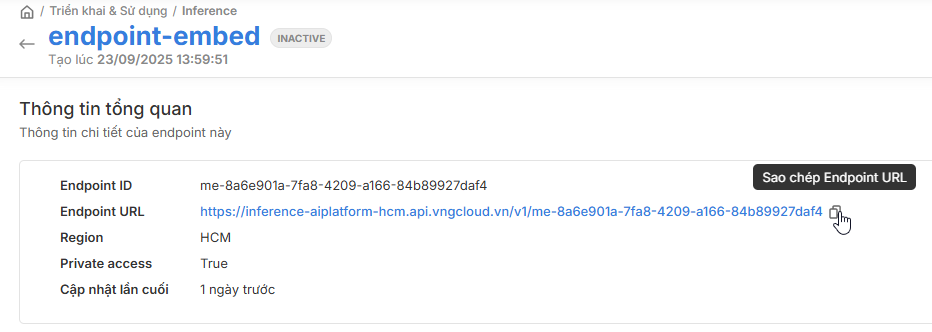 / Triển khai & Sử dụng / Inference
endpoint-embed INACTIVE
Tạo lúc 23/09/2025 13:59:51
Thông tin tổng quan
Thông tin chi tiết của endpoint này
Sao chép Endpoint URL
Endpoint ID me-8a6e901a-7fa8-4209-a166-84b89927daf4
Endpoint URL https://inference-aiplatform-hcm.api.vngcloud.vn/v1/me-8a6e901a-7fa8-4209-a166-84b89927daf4
Region HCM
Private access True
Cập nhật lần cuối 1 ngày trước